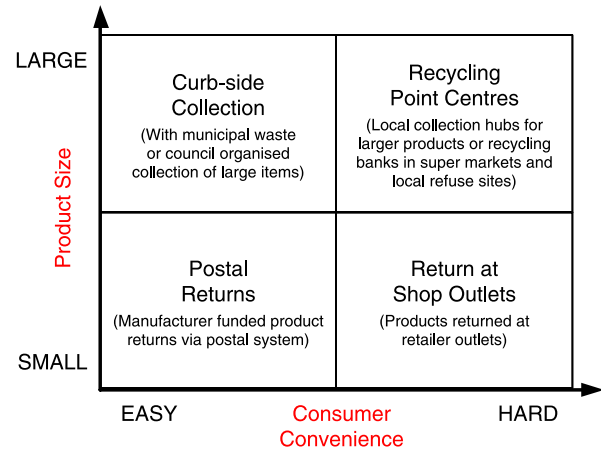 LARGE
Product Size
SMALL
Curb-side
Collection
(With municipal waste
or council organised
collection of large items)
Recycling
Point Centres
(Local collection hubs for
larger products or recycling
banks in super markets and
local refuse sites)
Postal
Returns
(Manufacturer funded product
returns via postal system)
Return at
Shop Outlets
(Products returned at
retailer outlets)
EASY
Consumer
Convenience
HARD